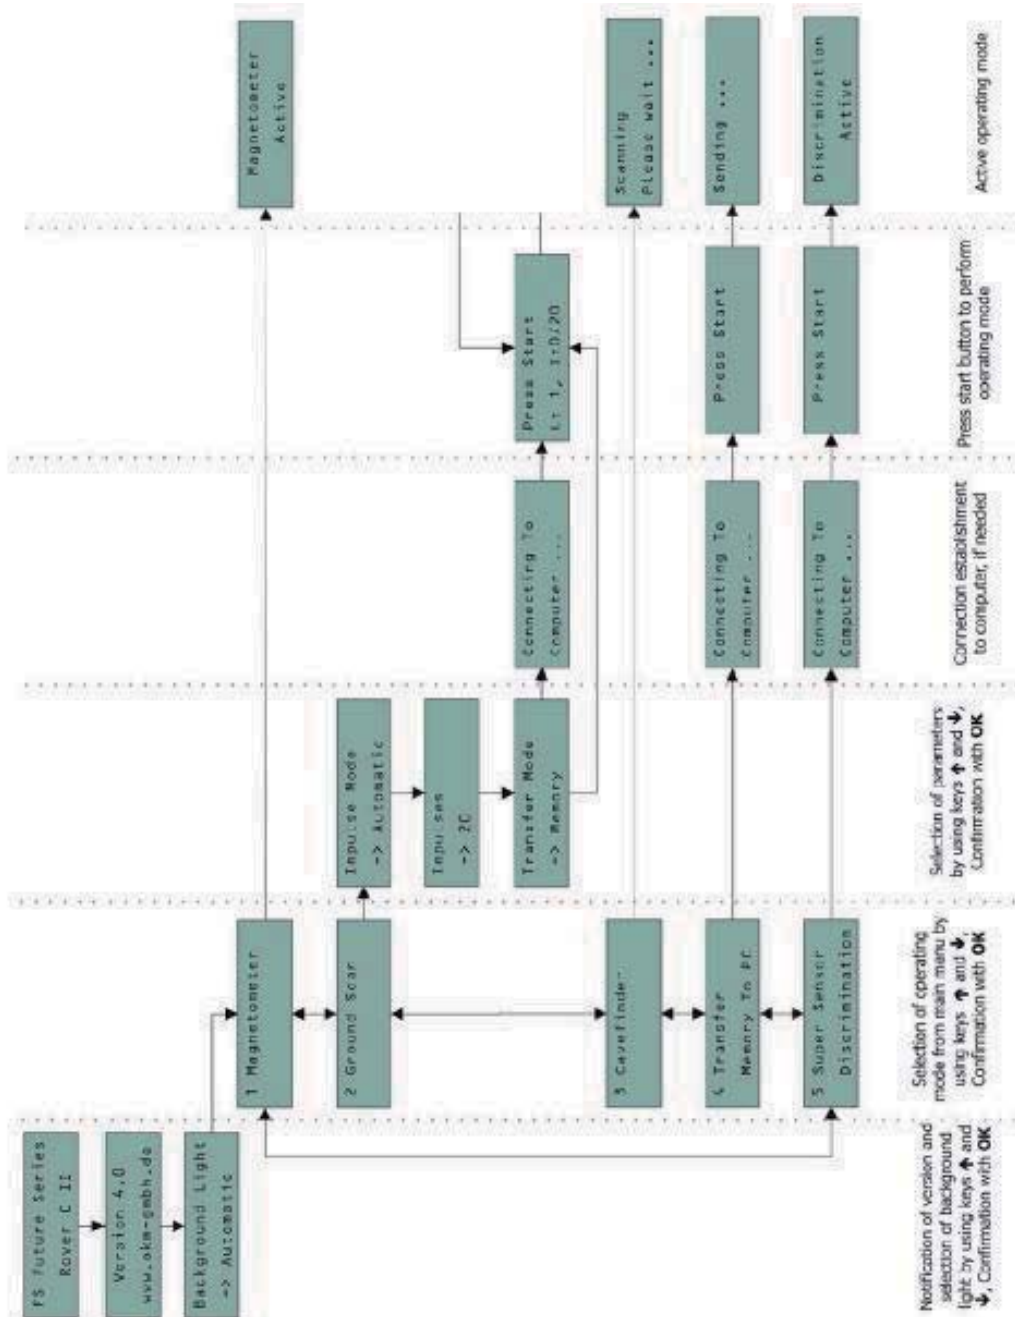 FS Future Series
Rover C II
Version 4.0
www.okm-gmbh.de
Background Light
-> Automatic
1 Magnetometer
2 Ground Scan
3 Cavefinder
4 Transfer
Memory To PC
5 Super Sensor
Discrimination
Impulse Mode
-> Automatic
Impulses
-> 20
Transfer Mode
-> Memory
Connecting To
Computer ...
Connecting To
Computer ...
Connecting To
Computer ...
Press Start
L: 1, I:0/20
Press Start
Press Start
Magnetometer
Active
Scanning
Please wait ...
Sending ...
Discrimination
Active
Notification of version and
selection of background
light by using keys ↑ and
↓, Confirmation with OK
Selection of operating
mode from main manu by
using keys ↑ and ↓,
Confirmation with OK
Selection of parameters
by using keys ↑ and ↓,
Confirmation with OK
Connection establishment
to computer, if needed
Press start button to perform
operating mode
Active operating mode